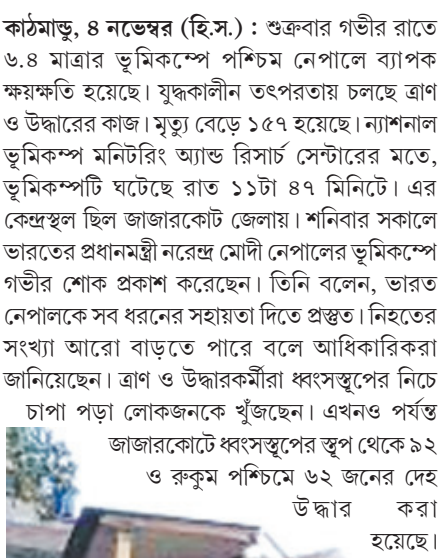 কাঠমান্ডু, ৪ নভেম্বর (হি.স.) : শুক্রবার গভীর রাতে
৬.৪ মাত্রার ভূমিকম্পে পশ্চিম নেপালে ব্যাপক
ক্ষয়ক্ষতি হয়েছে। যুদ্ধকালীন তৎপরতায় চলছে ত্রাণ
ও উদ্ধারের কাজ। মৃত্যু বেড়ে ১৫৭ হয়েছে। ন্যাশনাল
ভূমিকম্প মনিটরিং অ্যান্ড রিসার্চ সেন্টারের মতে,
ভূমিকম্পটি ঘটেছে রাত ১১টা ৪৭ মিনিটে। এর
কেন্দ্রস্থল ছিল জাজারকোট জেলায়। শনিবার সকালে
ভারতের প্রধানমন্ত্রী নরেন্দ্র মোদী নেপালের ভূমিকম্পে
গভীর শোক প্রকাশ করেছেন। তিনি বলেন, ভারত
নেপালকে সব ধরনের সহায়তা দিতে প্রস্তুত। নিহতের
সংখ্যা আরো বাড়তে পারে বলে আধিকারিকরা
জানিয়েছেন। ত্রাণ ও উদ্ধারকর্মীরা ধ্বংসস্তূপের নিচে
চাপা পড়া লোকজনকে খুঁজছেন। এখনও পর্যন্ত
জাজারকোটে ধ্বংসস্তূপের স্তূপ থেকে ৯২
ও রুকুম পশ্চিমে ৬২ জনের দেহ
উদ্ধার করা
হয়েছে।